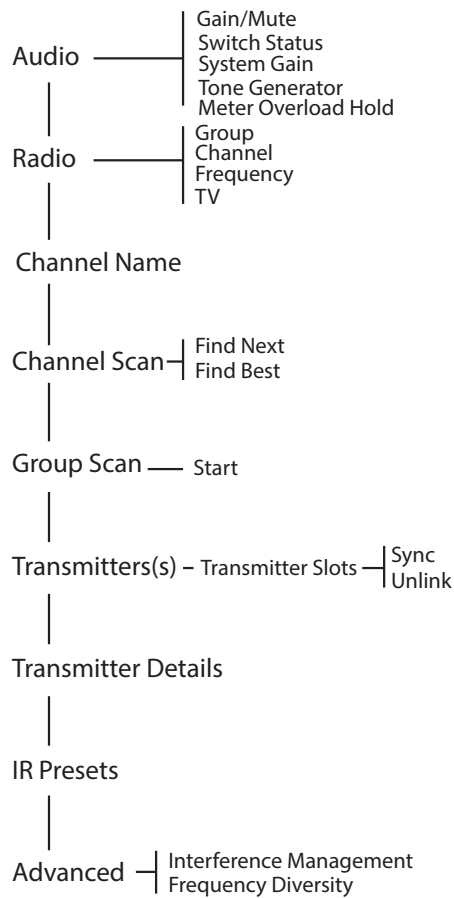 Audio
Gain/Mute
Switch Status
System Gain
Tone Generator
Meter Overload Hold
Radio
Group
Channel
Frequency
TV
Channel Name
Channel Scan
Find Next
Find Best
Group Scan
Start
Transmitters(s)
Transmitter Slots
Sync
Unlink
Transmitter Details
IR Presets
Advanced
Interference Management
Frequency Diversity